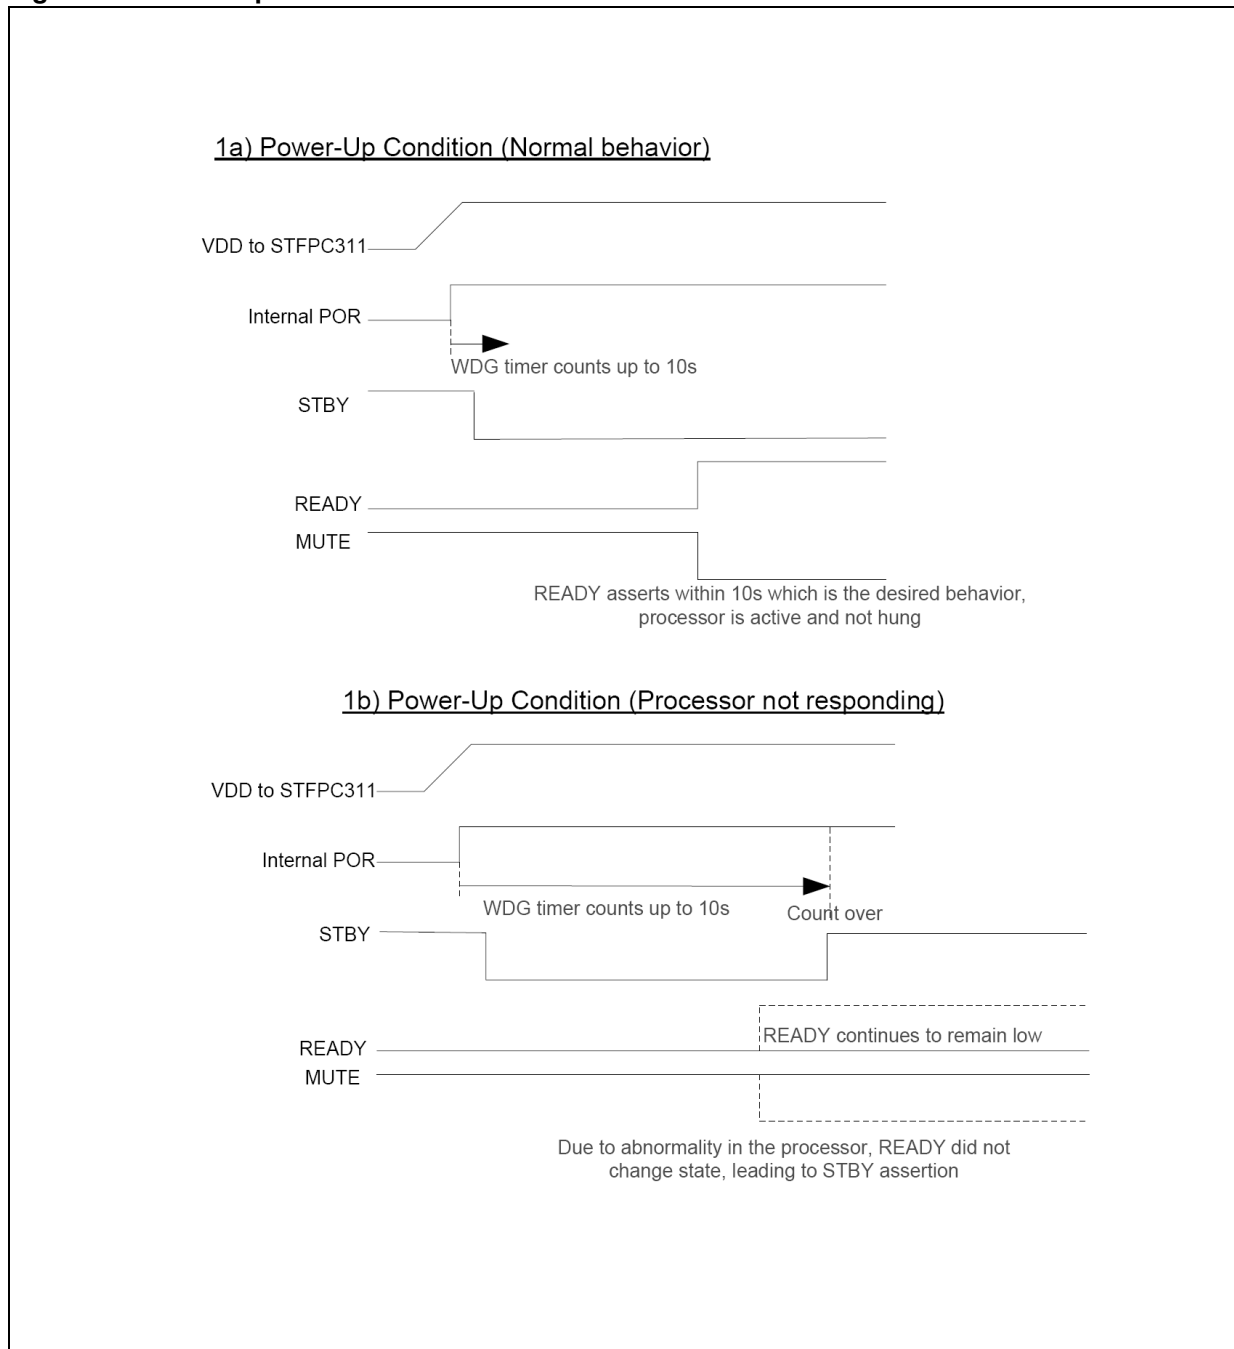 1a) Power-Up Condition (Normal behavior)
VDD to STFPC311
Internal POR
WDG timer counts up to 10s
STBY
READY
MUTE
READY asserts within 10s which is the desired behavior,
processor is active and not hung
1b) Power-Up Condition (Processor not responding)
VDD to STFPC311
Internal POR
WDG timer counts up to 10s
Count over
STBY
READY continues to remain low
READY
MUTE
Due to abnormality in the processor, READY did not
change state, leading to STBY assertion